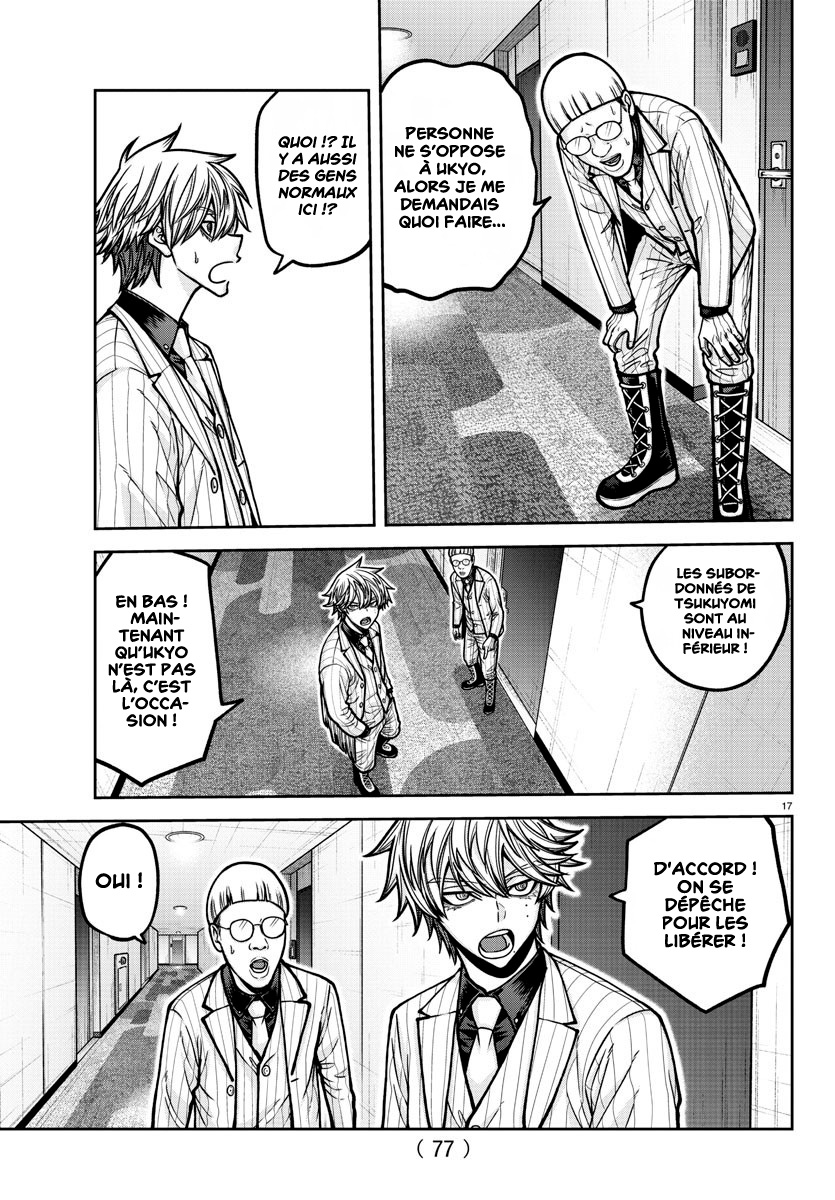 PERSONNE
NE S'OPPOSE
À UKYO,
ALORS JE ME
DEMANDAIS
QUOI FAIRE...
QUOI !? IL
Y A AUSSI
DES GENS
NORMAUX
ICI !?
LES SUBOR-
DONNÉS DE
TSUKUYOMI
SONT AU
NIVEAU IN-
FÉRIEUR !
EN BAS !
MAIN-
TENANT
QU'UKYO
N'EST PAS
LÀ, C'EST
L'OCCA-
SION !
17
D'ACCORD !
ON SE
DÉPÊCHE
POUR LES
LIBÉRER !
OUI !
( 77 )